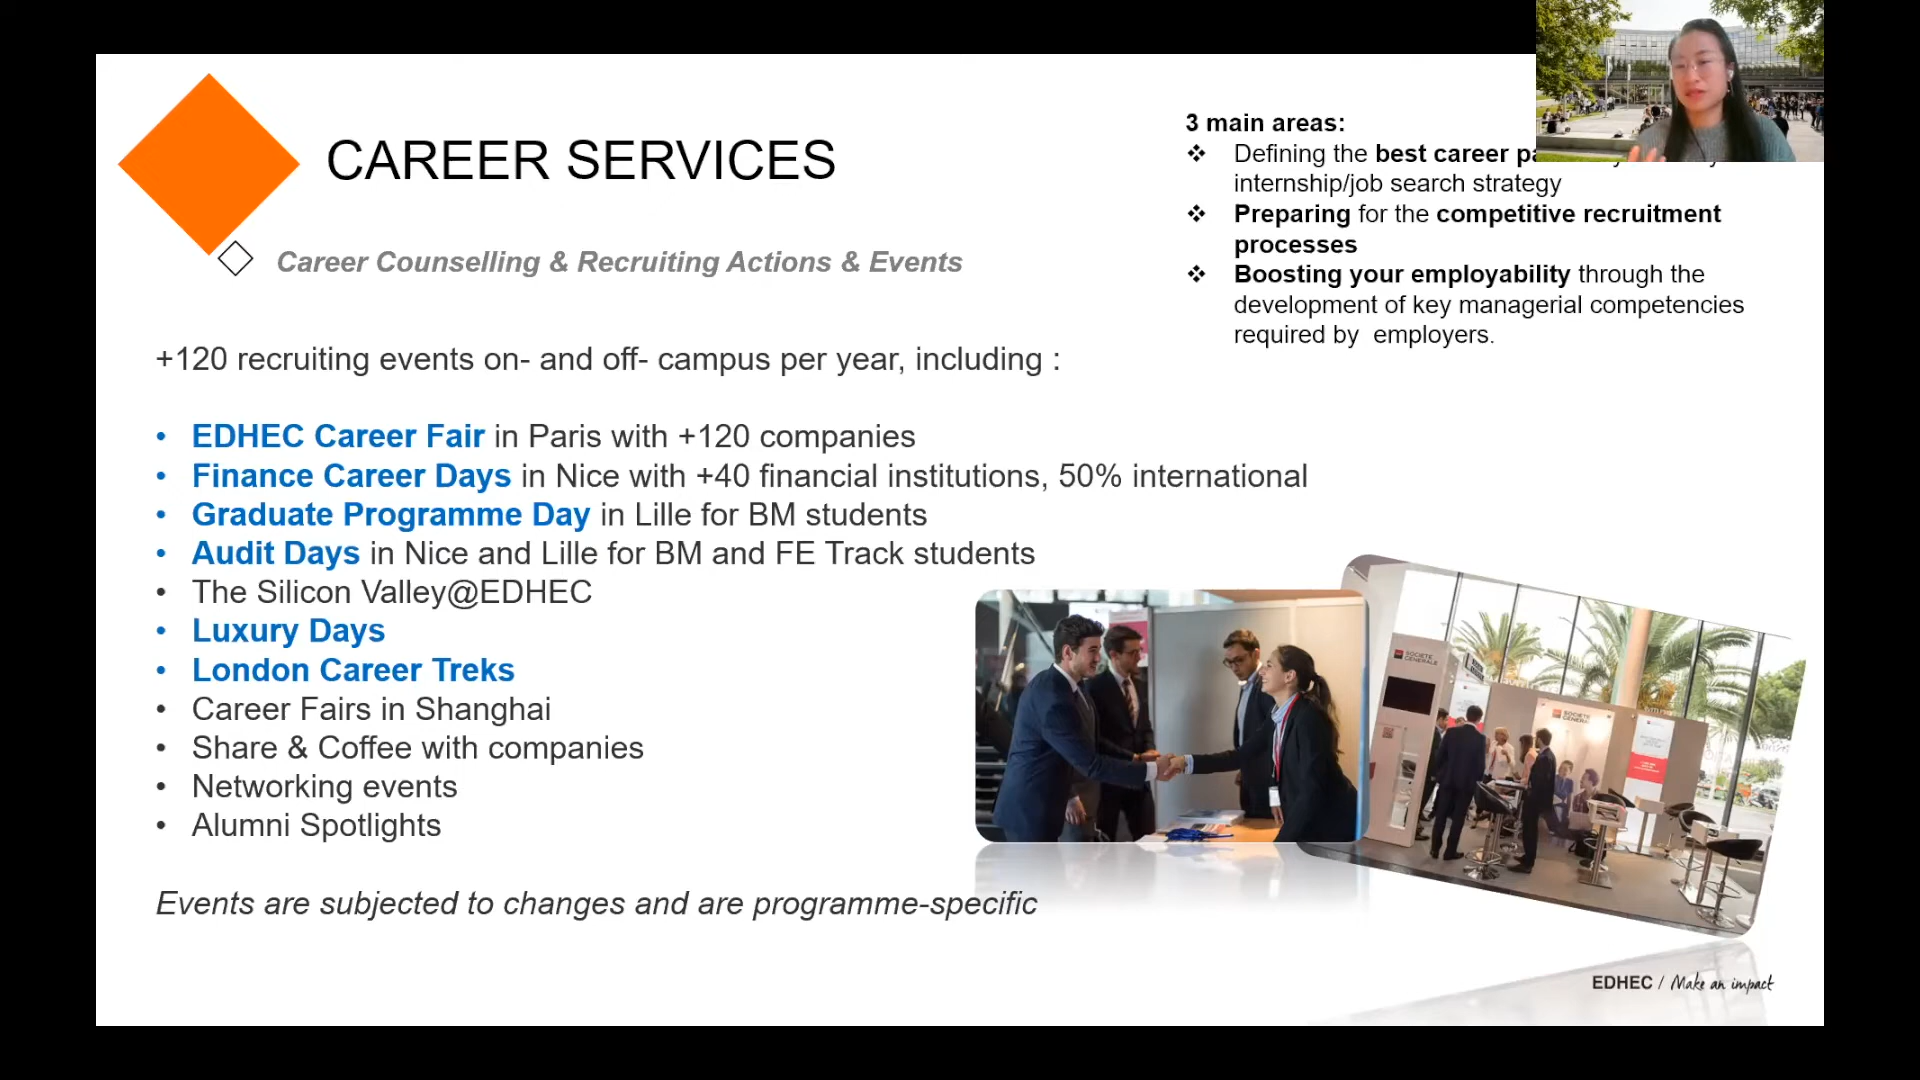 CAREER SERVICES
3 main areas:
❖ Defining the best career
internship/job search strategy
❖ Preparing for the competitive recruitment
processes
❖ Boosting your employability through the
development of key managerial competencies
required by employers.
Career Counselling & Recruiting Actions & Events
+120 recruiting events on- and off- campus per year, including :
• EDHEC Career Fair in Paris with +120 companies
• Finance Career Days in Nice with +40 financial institutions, 50% international
• Graduate Programme Day in Lille for BM students
• Audit Days in Nice and Lille for BM and FE Track students
• The Silicon Valley@EDHEC
• Luxury Days
• London Career Treks
• Career Fairs in Shanghai
• Share & Coffee with companies
• Networking events
• Alumni Spotlights
Events are subjected to changes and are programme-specific
SOCIETE
GENERALE
SOCIETE
GENERALE
EDHEC / Make an impact